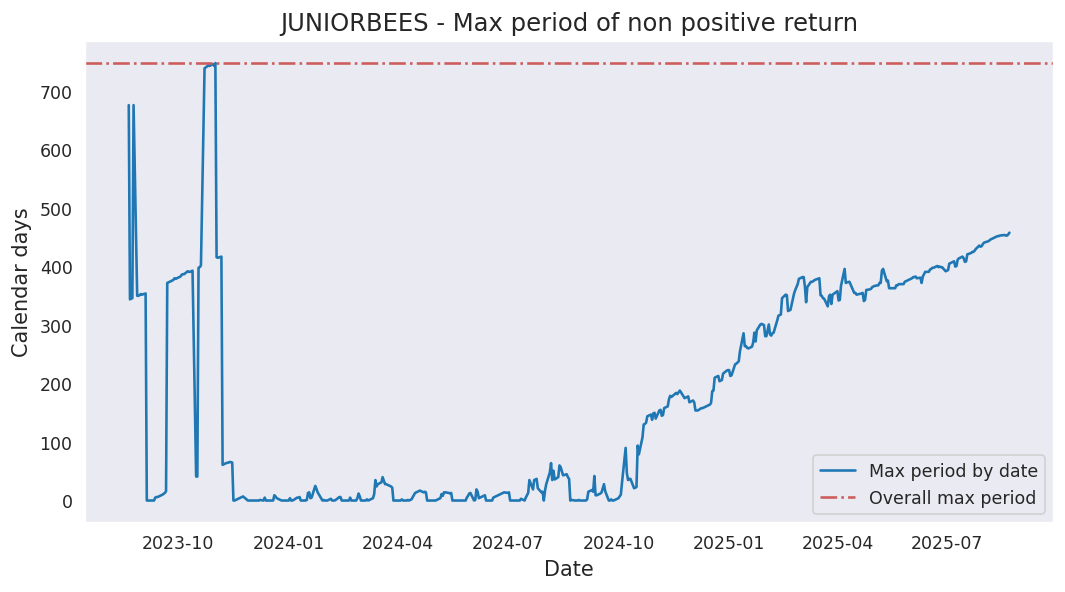 JUNIORBEES - Max period of non positive return
Calendar days
700
600
500
400
300
200
100
0
2023-10 2024-01 2024-04 2024-07 2024-10 2025-01 2025-04 2025-07
Date
Max period by date
Overall max period